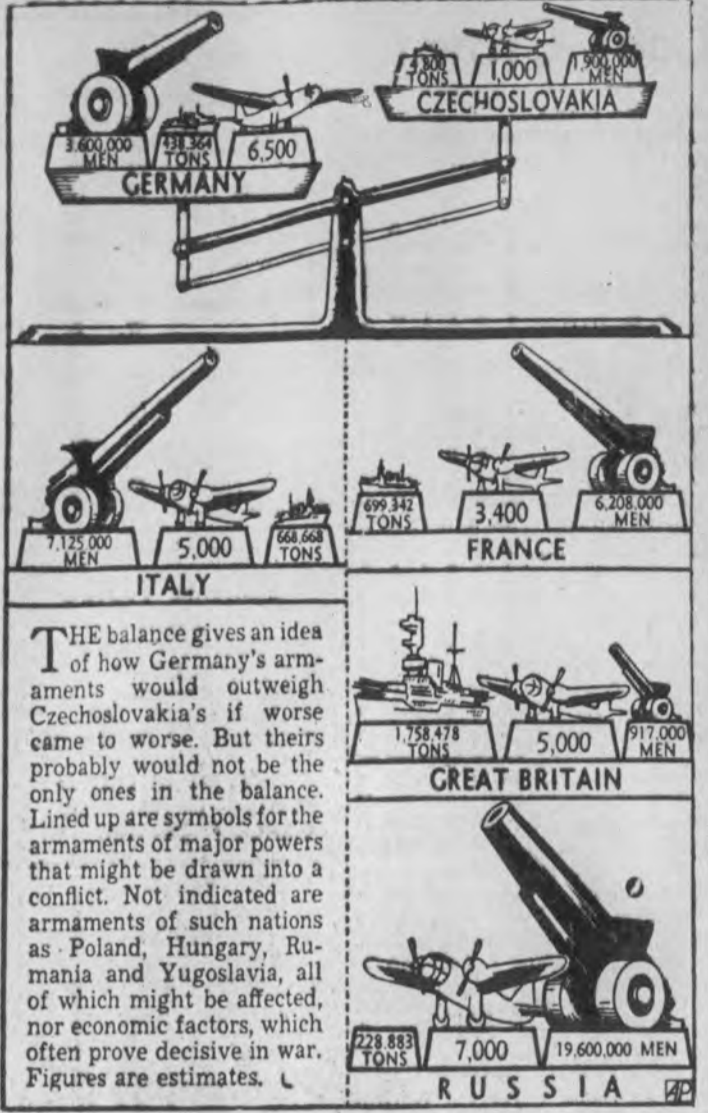 3,600,000
MEN
438,364
TONS
6,500
GERMANY
4,800
TONS
1,000
1,900,000
MEN
CZECHOSLOVAKIA
7,125,000
MEN
5,000
668,668
TONS
ITALY
699,342
TONS
3,400
6,208,000
MEN
FRANCE
THE balance gives an idea
of how Germany's arm-
aments would outweigh
Czechoslovakia's if worse
came to worse. But theirs
probably would not be the
only ones in the balance.
Lined up are symbols for the
armaments of major powers
that might be drawn into a
conflict. Not indicated are
armaments of such nations
as Poland, Hungary, Ru-
mania and Yugoslavia, all
of which might be affected,
nor economic factors, which
often prove decisive in war.
Figures are estimates.
1,758,478
TONS
5,000
917,000
MEN
GREAT BRITAIN
228,883
TONS
7,000
19,600,000 MEN
RUSSIA
AP